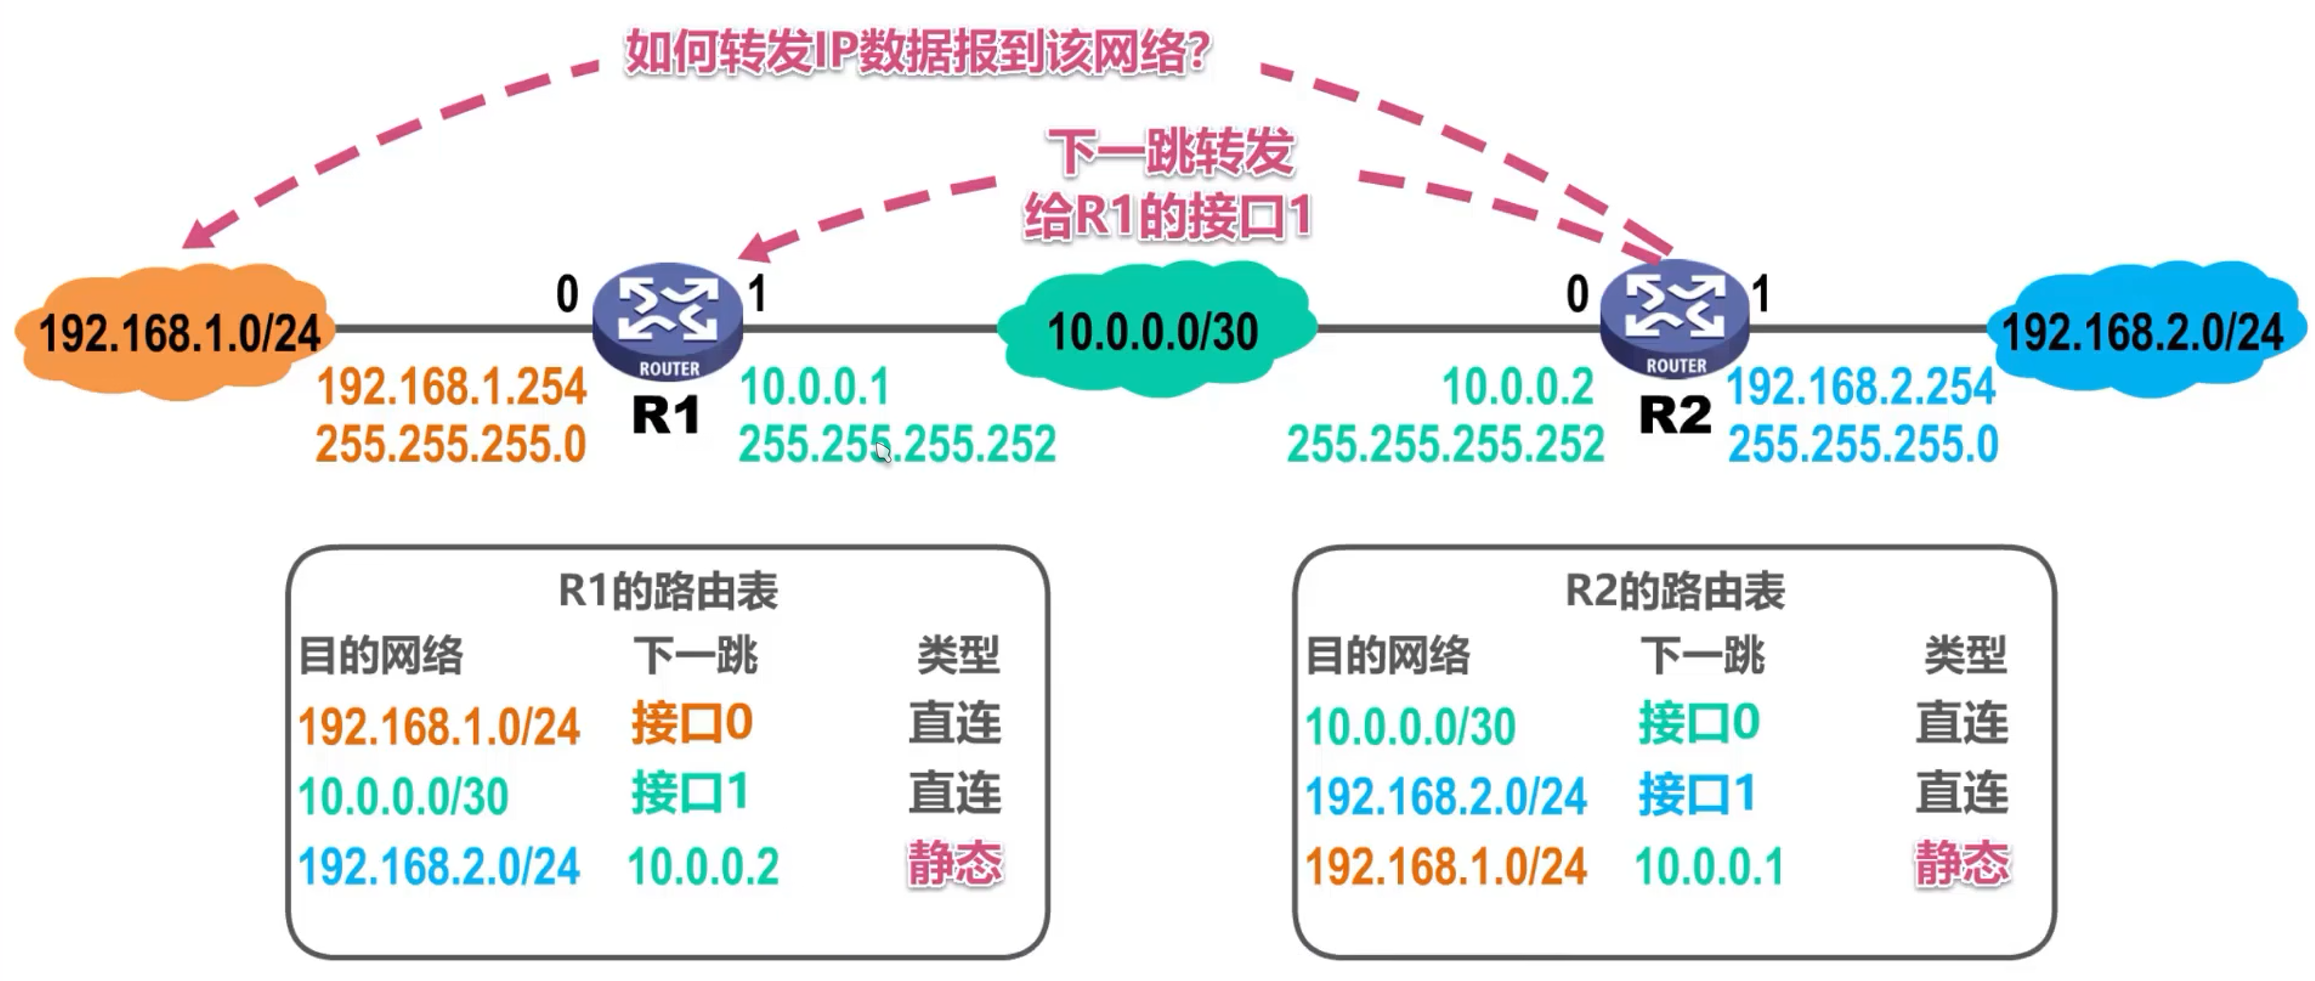 如何转发IP数据报到该网络?
下一跳转发
给R1的接口1
0
1
0
1
192.168.1.0/24
10.0.0.0/30
192.168.2.0/24
ROUTER
ROUTER
192.168.1.254
255.255.255.0
R1
10.0.0.1
255.255.255.252
10.0.0.2
255.255.255.252
R2
192.168.2.254
255.255.255.0
R1的路由表
目的网络 下一跳 类型
192.168.1.0/24 接口0 直连
10.0.0.0/30 接口1 直连
192.168.2.0/24 10.0.0.2 静态
R2的路由表
目的网络 下一跳 类型
10.0.0.0/30 接口0 直连
192.168.2.0/24 接口1 直连
192.168.1.0/24 10.0.0.1 静态